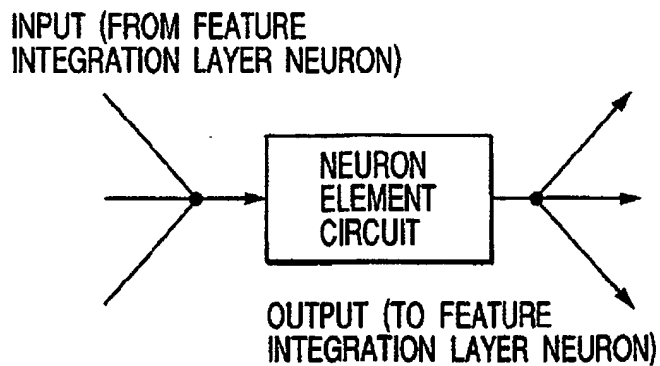 INPUT (FROM FEATURE
INTEGRATION LAYER NEURON)
NEURON
ELEMENT
CIRCUIT
OUTPUT (TO FEATURE
INTEGRATION LAYER NEURON)